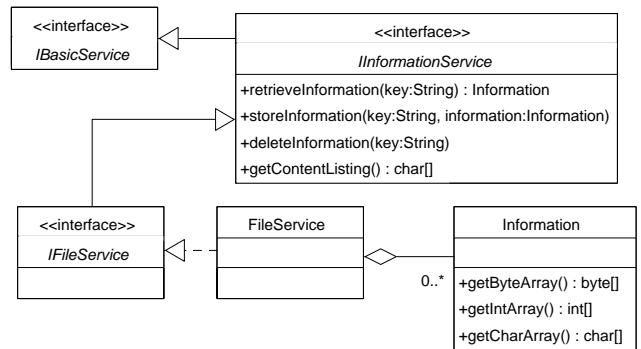 <<interface>>
IBasicService
<<interface>>
IInformationService
+retrieveInformation(key:String) : Information
+storeInformation(key:String, information:Information)
+deleteInformation(key:String)
+getContentListing() : char[]
<<interface>>
IFileService
FileService
0..*
Information
+getByteArray() : byte[]
+getIntArray() : int[]
+getCharArray() : char[]